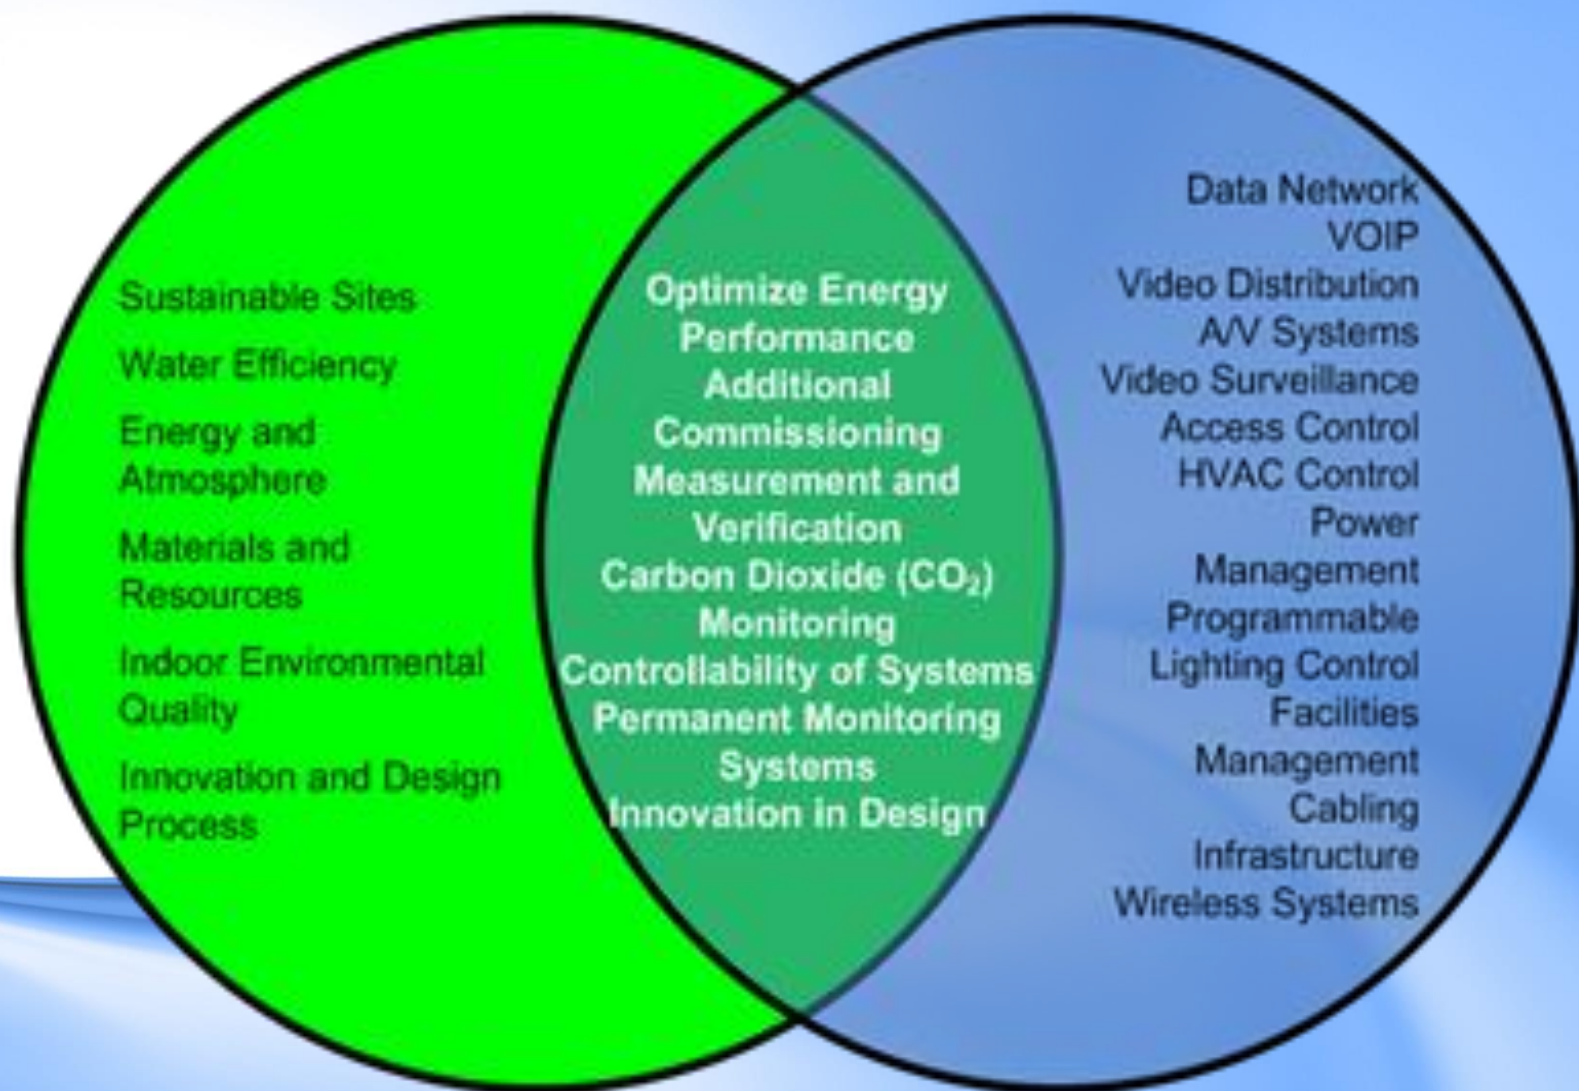 Sustainable Sites
Water Efficiency
Energy and
Atmosphere
Materials and
Resources
Indoor Environmental
Quality
Innovation and Design
Process
Optimize Energy
Performance
Additional
Commissioning
Measurement and
Verification
Carbon Dioxide (CO₂)
Monitoring
Controllability of Systems
Permanent Monitoring
Systems
Innovation in Design
Data Network
VOIP
Video Distribution
A/V Systems
Video Surveillance
Access Control
HVAC Control
Power
Management
Programmable
Lighting Control
Facilities
Management
Cabling
Infrastructure
Wireless Systems